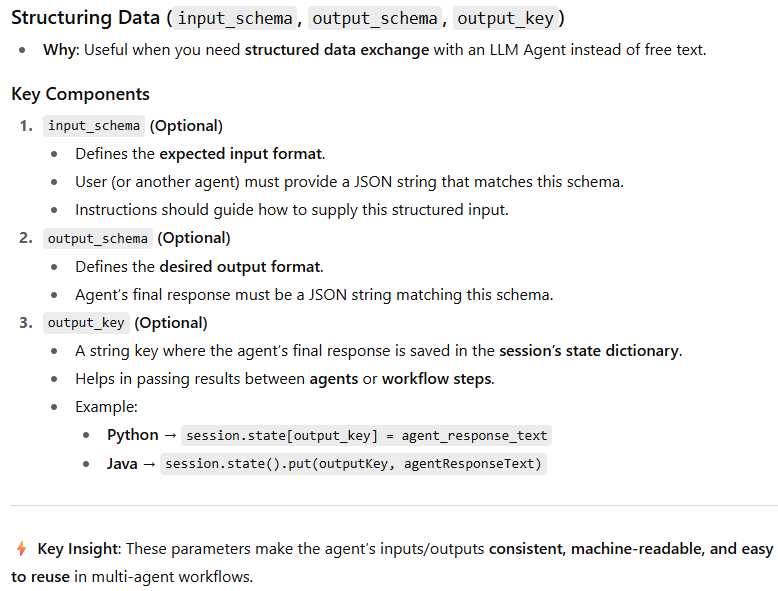 Structuring Data (input_schema, output_schema, output_key)
• Why: Useful when you need structured data exchange with an LLM Agent instead of free text.
Key Components
1. input_schema (Optional)
• Defines the expected input format.
• User (or another agent) must provide a JSON string that matches this schema.
• Instructions should guide how to supply this structured input.
2. output_schema (Optional)
• Defines the desired output format.
• Agent’s final response must be a JSON string matching this schema.
3. output_key (Optional)
• A string key where the agent’s final response is saved in the session’s state dictionary.
• Helps in passing results between agents or workflow steps.
• Example:
• Python → session.state[output_key] = agent_response_text
• Java → session.state().put(outputKey, agentResponseText)
⚡ Key Insight: These parameters make the agent’s inputs/outputs consistent, machine-readable, and easy
to reuse in multi-agent workflows.